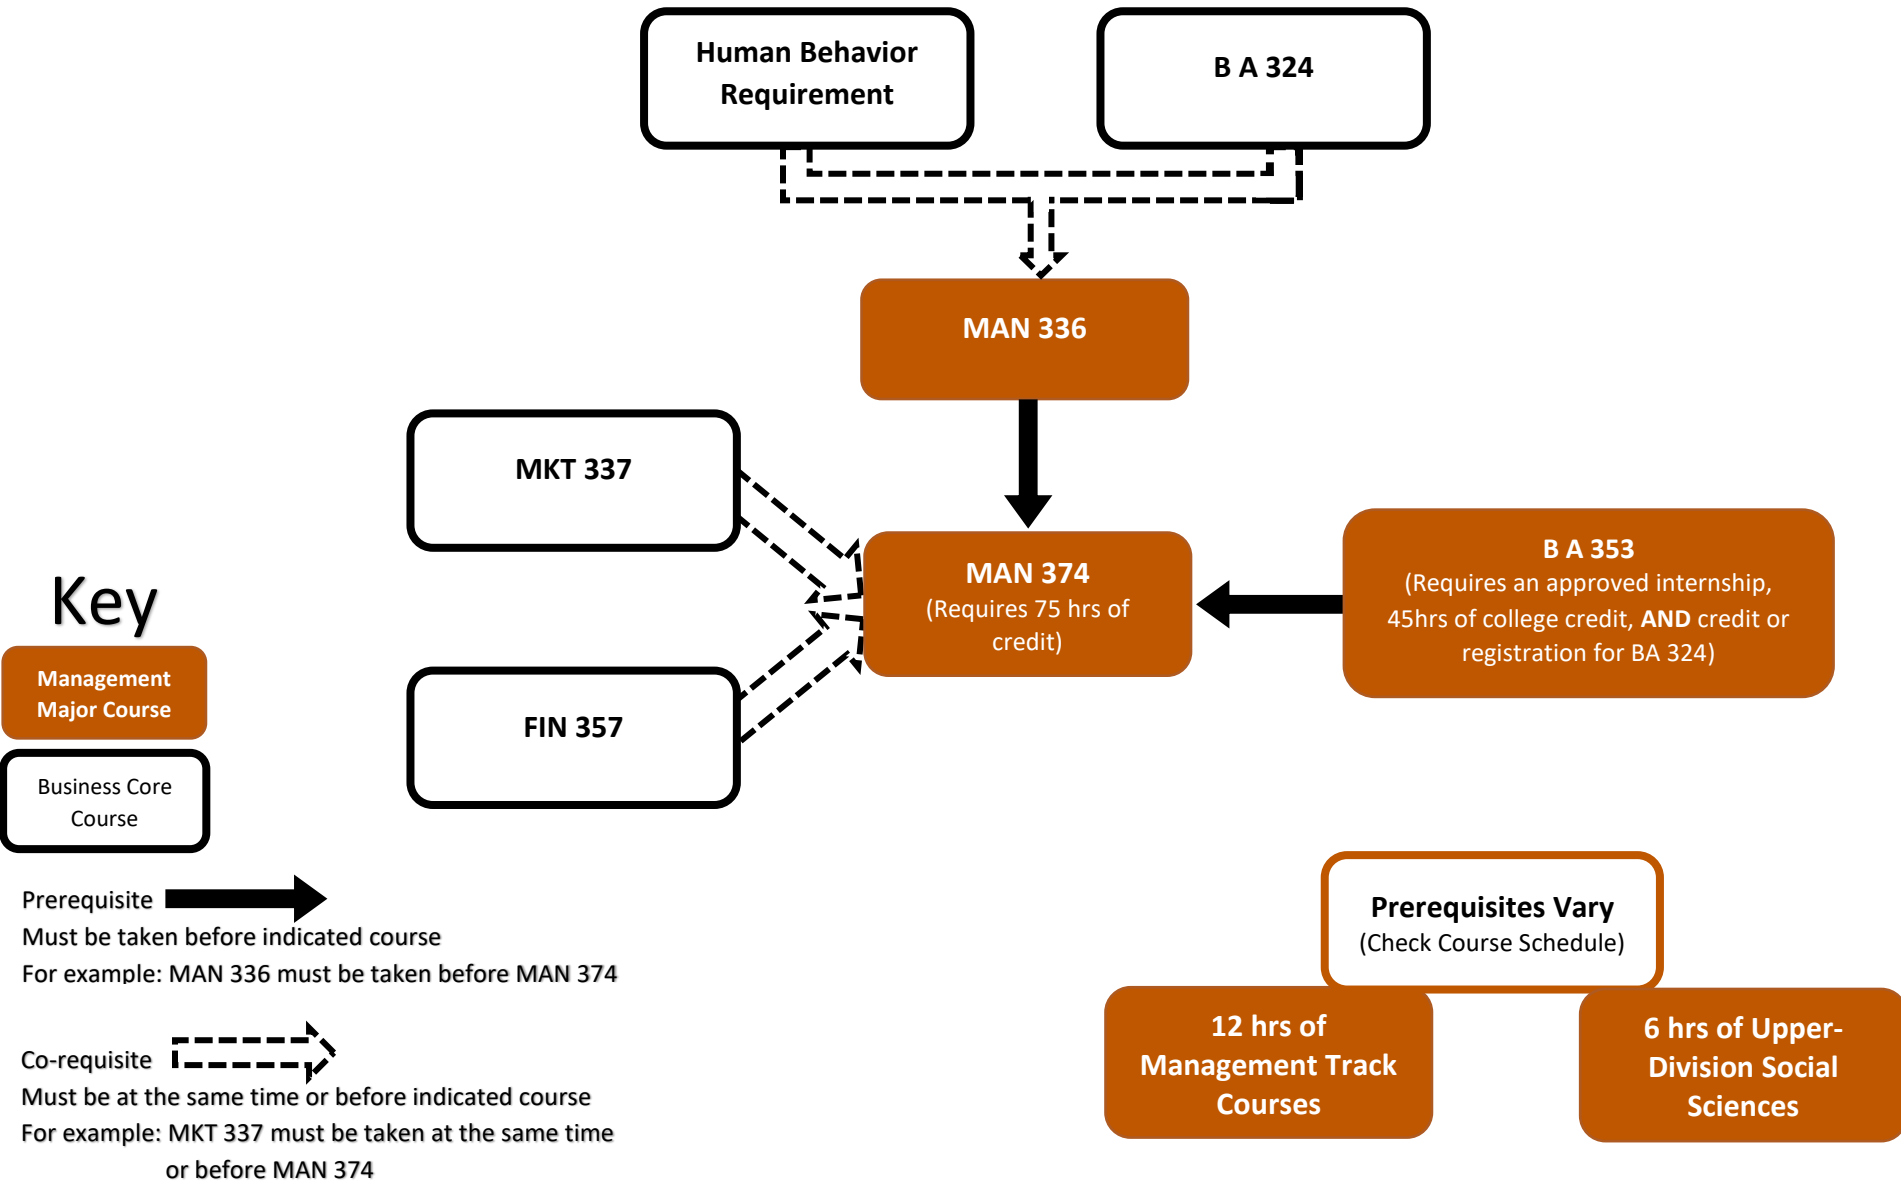 Human Behavior
Requirement
B A 324
MAN 336
MKT 337
MAN 374
(Requires 75 hrs of
credit)
B A 353
(Requires an approved internship,
45hrs of college credit, AND credit or
registration for BA 324)
FIN 357
Key
Management
Major Course
Business Core
Course
Prerequisite
Must be taken before indicated course
For example: MAN 336 must be taken before MAN 374
Co-requisite
Must be at the same time or before indicated course
For example: MKT 337 must be taken at the same time
or before MAN 374
Prerequisites Vary
(Check Course Schedule)
12 hrs of
Management Track
Courses
6 hrs of Upper-
Division Social
Sciences